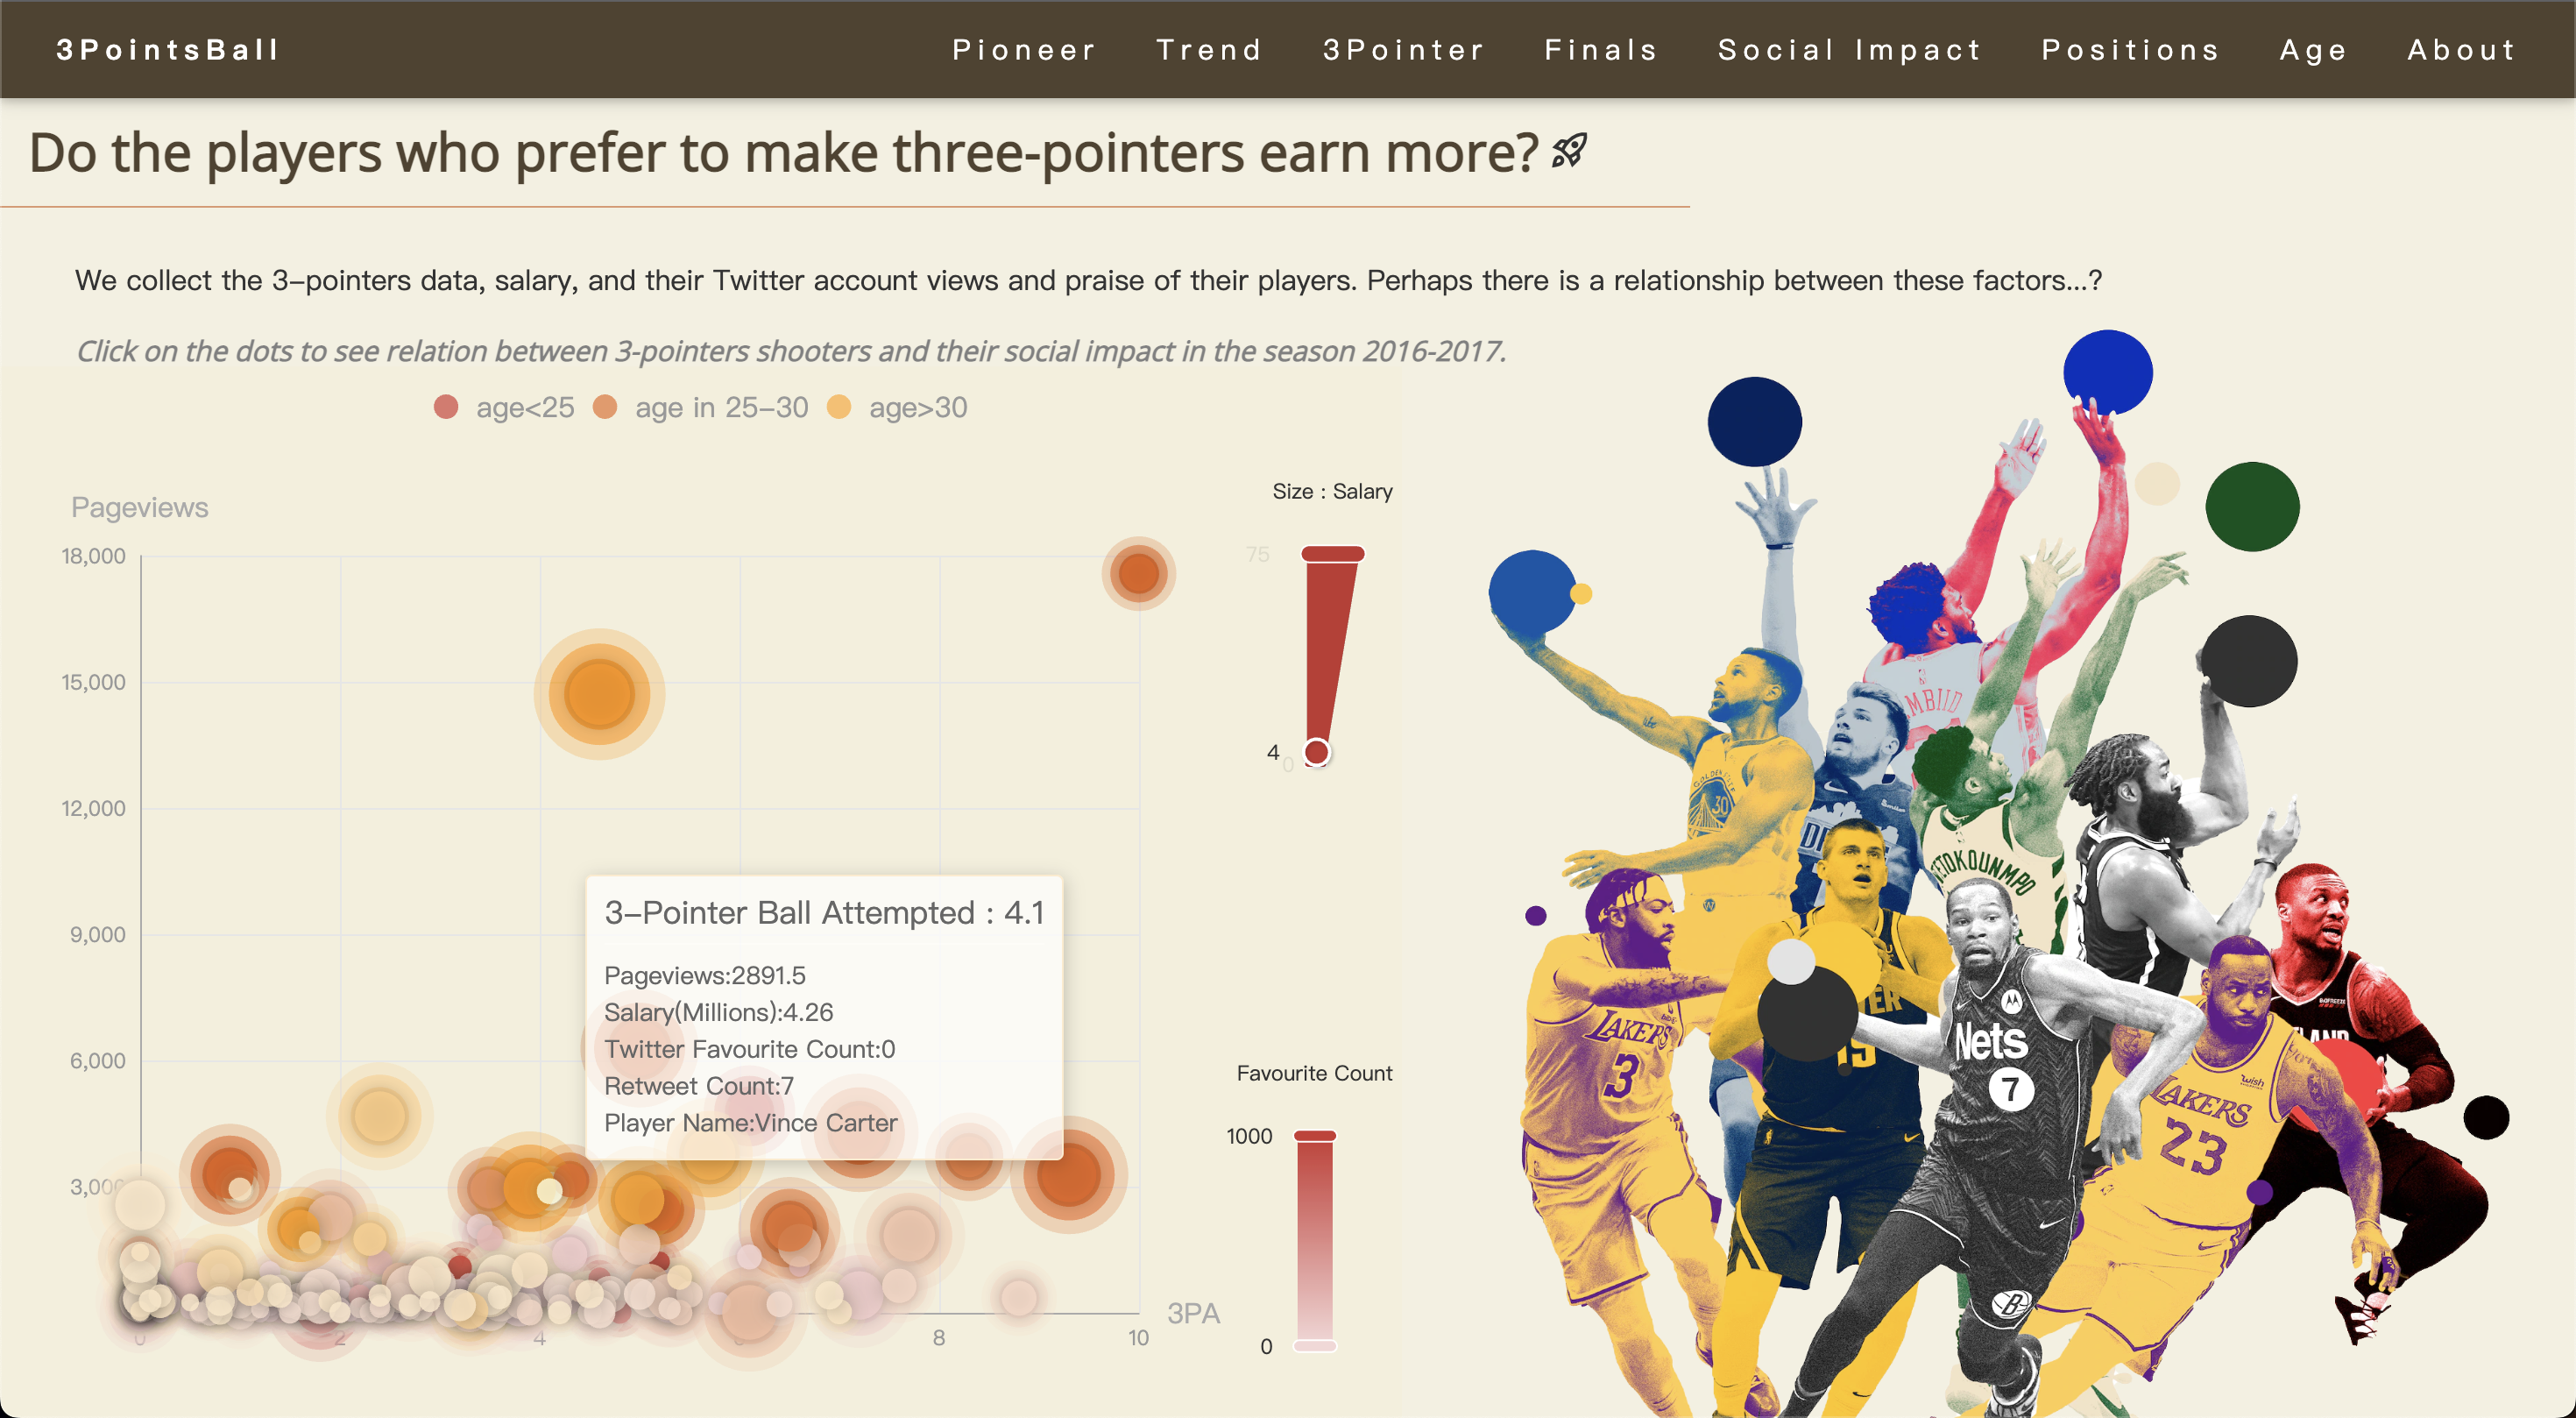 3PointsBall
Pioneer Trend 3Pointer Finals Social Impact Positions Age About
Do the players who prefer to make three-pointers earn more?
We collect the 3-pointers data, salary, and their Twitter account views and praise of their players. Perhaps there is a relationship between these factors...?
Click on the dots to see relation between 3-pointers shooters and their social impact in the season 2016-2017.
age<25 age in 25-30 age>30
Pageviews
18,000
15,000
12,000
9,000
6,000
3,000
0 2 4 6 8 10
3PA
3-Pointer Ball Attempted : 4.1
Pageviews:2891.5
Salary(Millions):4.26
Twitter Favourite Count:0
Retweet Count:7
Player Name:Vince Carter
Size : Salary
75
4
0
Favourite Count
1000
0
MBIID
GOLDEN STATE
30
ETOKOUNMPO
LAKERS
3
15
Nets
7
wish
LAKERS
23
B